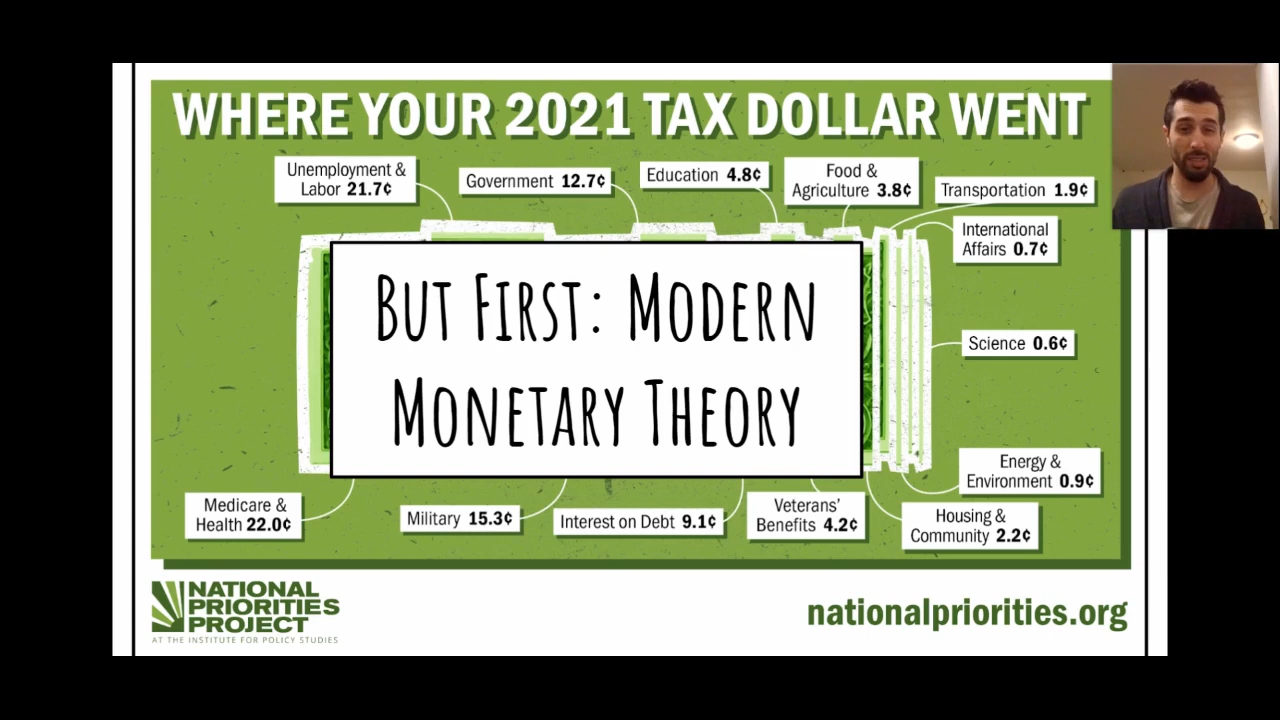 WHERE YOUR 2021 TAX DOLLAR WENT
Unemployment &
Labor 21.7¢
Government 12.7¢
Education 4.8¢
Food &
Agriculture 3.8¢
Transportation 1.9¢
International
Affairs 0.7¢
But First: Modern
Monetary Theory
Science 0.6¢
Energy &
Environment 0.9¢
Medicare &
Health 22.0¢
Military 15.3¢
Interest on Debt 9.1¢
Veterans’
Benefits 4.2¢
Housing &
Community 2.2¢
NATIONAL
PRIORITIES
PROJECT
AT THE INSTITUTE FOR POLICY STUDIES
nationalpriorities.org